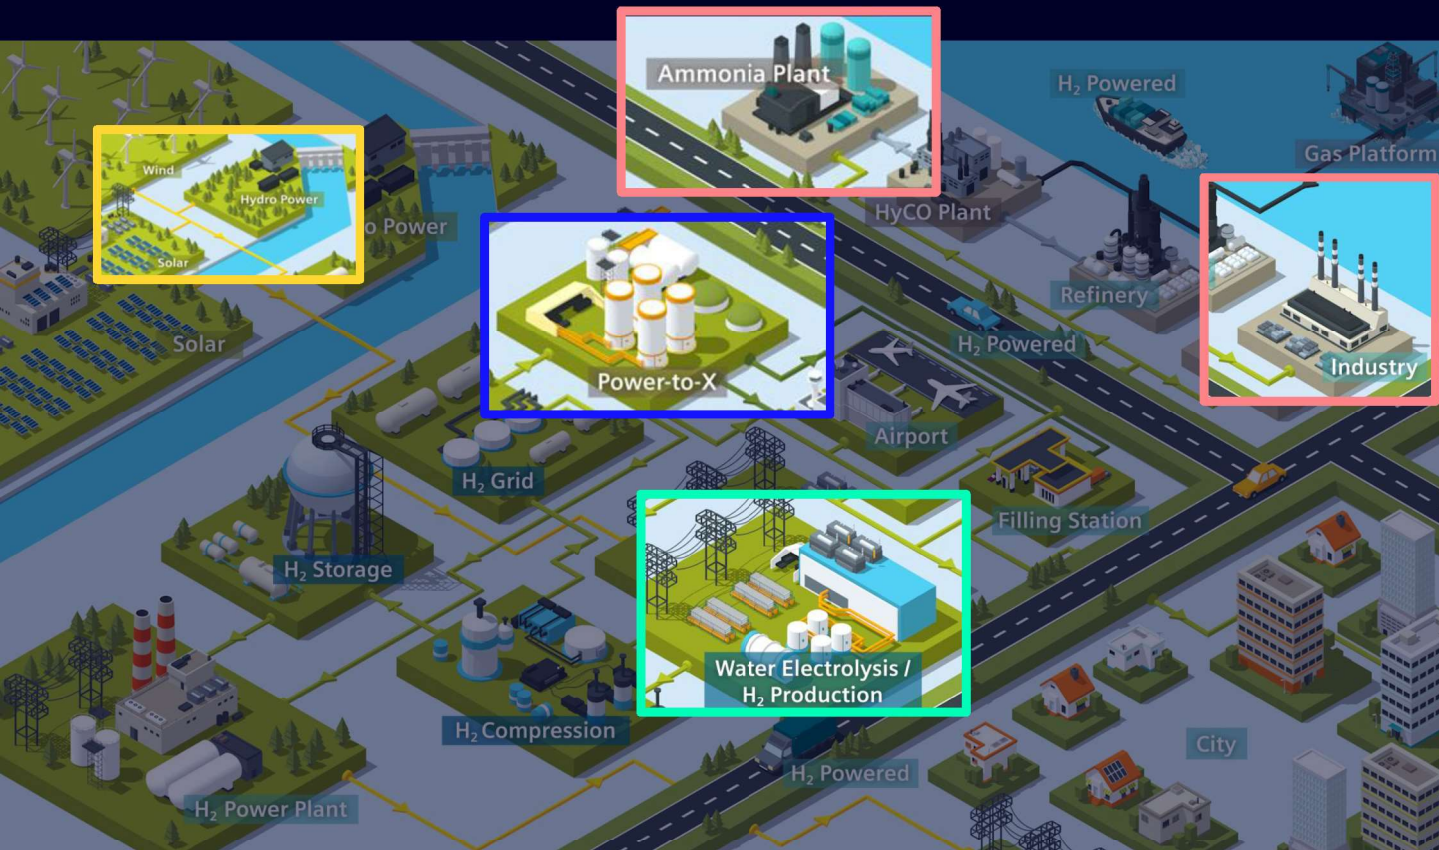 Ammonia Plant
H₂ Powered
Gas Platform
Wind
Hydro Power
Solar
o Power
HyCO Plant
Refinery
Industry
Solar
Power-to-X
H₂ Powered
Airport
H₂ Grid
Filling Station
H₂ Storage
Water Electrolysis /
H₂ Production
H₂ Compression
City
H₂ Powered
H₂ Power Plant